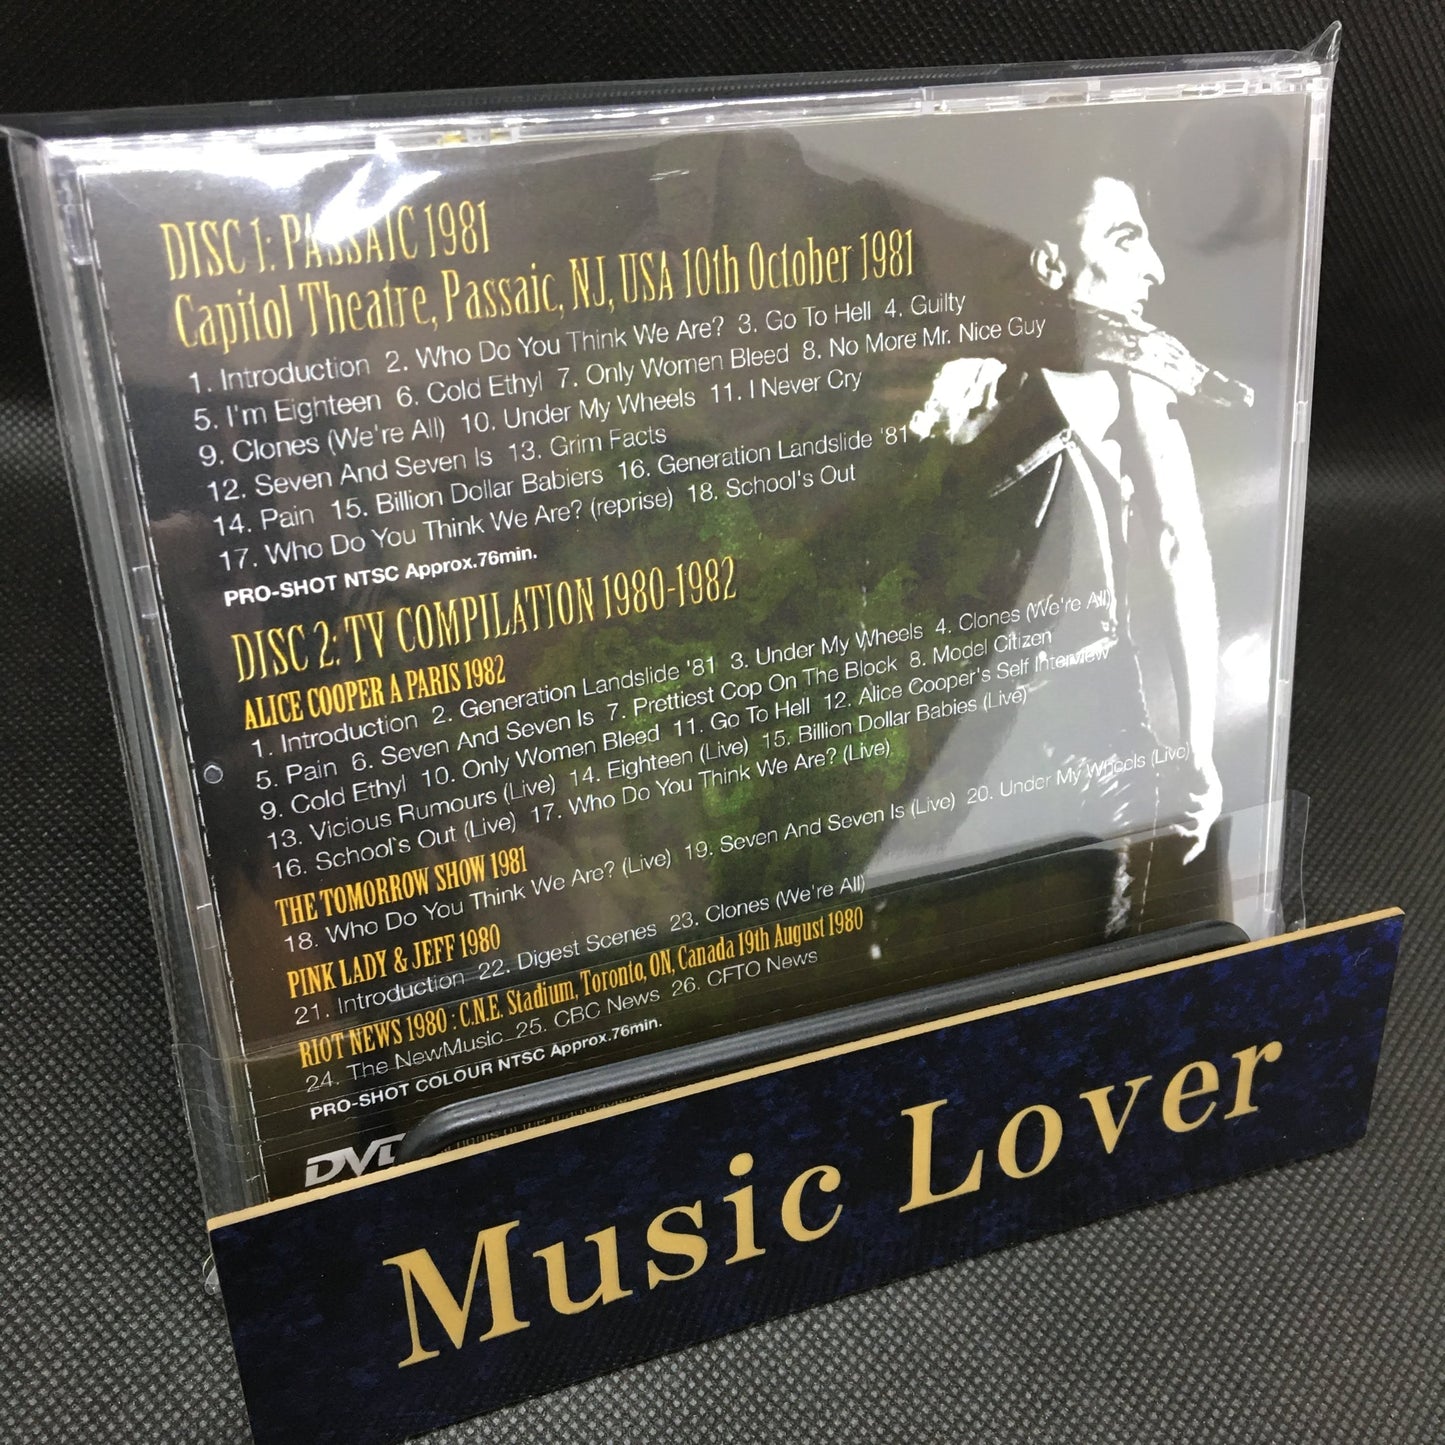 DISC 1: PASSAIC 1981
Capitol Theatre, Passaic, NJ, USA 10th October 1981
1. Introduction 2. Who Do You Think We Are? 3. Go To Hell 4. Guilty
5. I'm Eighteen 6. Cold Ethyl 7. Only Women Bleed 8. No More Mr. Nice Guy
9. Clones (We're All) 10. Under My Wheels 11. I Never Cry
12. Seven And Seven Is 13. Grim Facts
14. Pain 15. Billion Dollar Babiers 16. Generation Landslide '81
17. Who Do You Think We Are? (reprise) 18. School's Out
PRO-SHOT NTSC Approx.76min.
DISC 2: TV COMPILATION 1980-1982
ALICE COOPER A PARIS 1982
1. Introduction 2. Generation Landslide '81 3. Under My Wheels 4. Clones (We're All)
5. Pain 6. Seven And Seven Is 7. Prettiest Cop On The Block 8. Model Citizen
9. Cold Ethyl 10. Only Women Bleed 11. Go To Hell 12. Alice Cooper's Self Interview
13. Vicious Rumours (Live) 14. Eighteen (Live) 15. Billion Dollar Babies (Live)
16. School's Out (Live) 17. Who Do You Think We Are? (Live)
THE TOMORROW SHOW 1981
18. Who Do You Think We Are? (Live) 19. Seven And Seven Is (Live) 20. Under My Wheels (Live)
PINK LADY & JEFF 1980
21. Introduction 22. Digest Scenes 23. Clones (We're All)
RIOT NEWS 1980 : C.N.E. Stadium, Toronto, ON, Canada 19th August 1980
24. The NewMusic 25. CBC News 26. CFTO News
PRO-SHOT COLOUR NTSC Approx.76min.
DVD
Music Lover